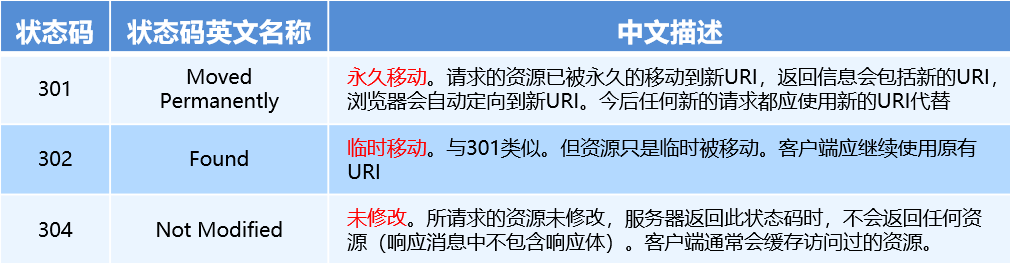 状态码 状态码英文名称 中文描述
301 Moved Permanently 永久移动。请求的资源已被永久的移动到新URI，返回信息会包括新的URI，
浏览器会自动定向到新URI。今后任何新的请求都应使用新的URI代替
302 Found 临时移动。与301类似。但资源只是临时被移动。客户端应继续使用原有
URI
304 Not Modified 未修改。所请求的资源未修改，服务器返回此状态码时，不会返回任何资
源（响应消息中不包含响应体）。客户端通常会缓存访问过的资源。